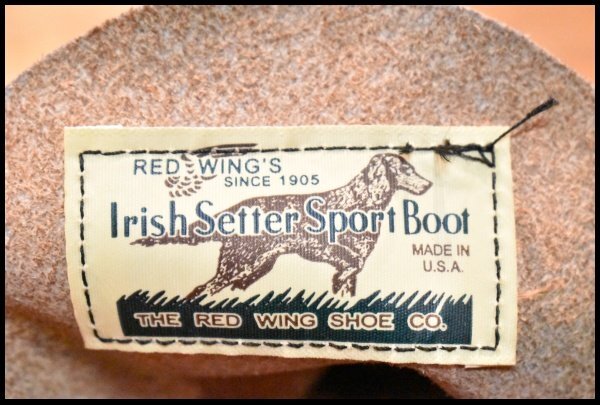 RED WING'S
SINCE 1905
Irish Setter Sport Boot
MADE IN
U.S.A.
THE RED WING SHOE CO.